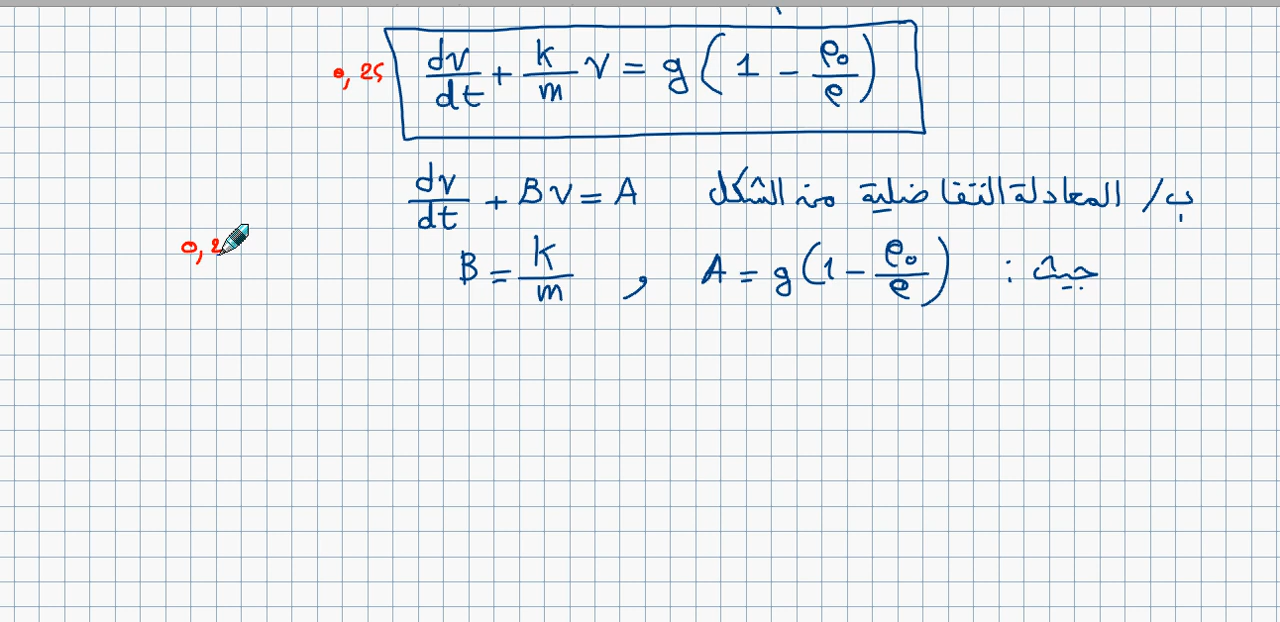 0,25 dv/dt + k/m v = g(1 - ρ₀/ρ)
ب/ المعادلة التفاضلية من الشكل dv/dt + Bv = A
حيث : A = g(1 - ρ₀/ρ) , B = k/m
0,2